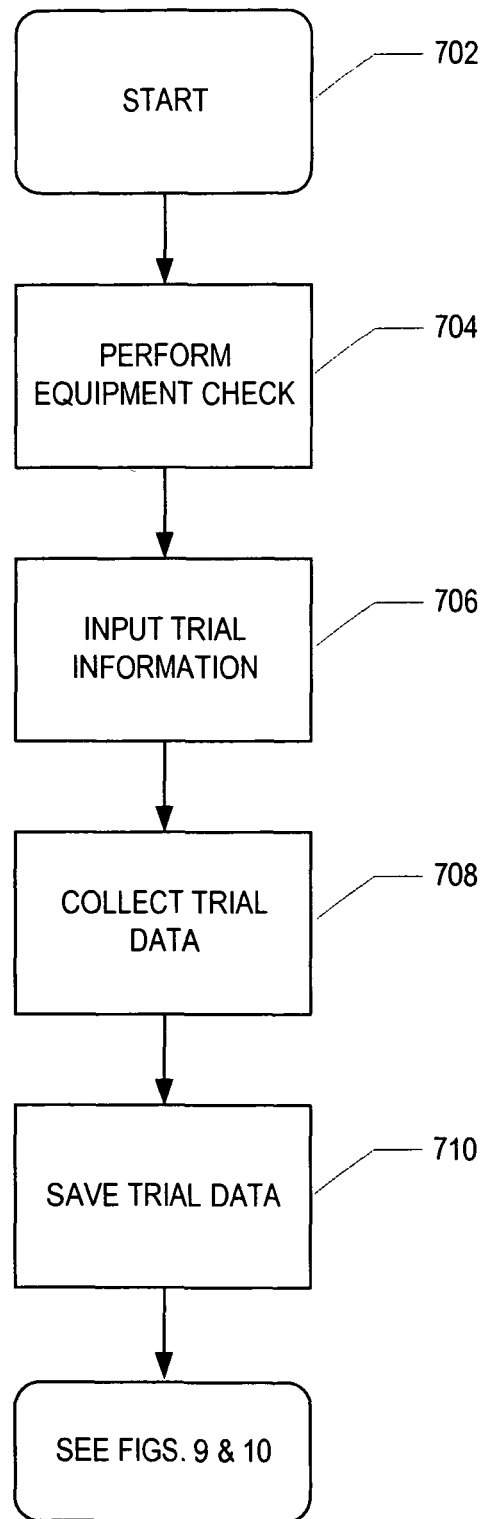 START
702
PERFORM
EQUIPMENT CHECK
704
INPUT TRIAL
INFORMATION
706
COLLECT TRIAL
DATA
708
SAVE TRIAL DATA
710
SEE FIGS. 9 & 10